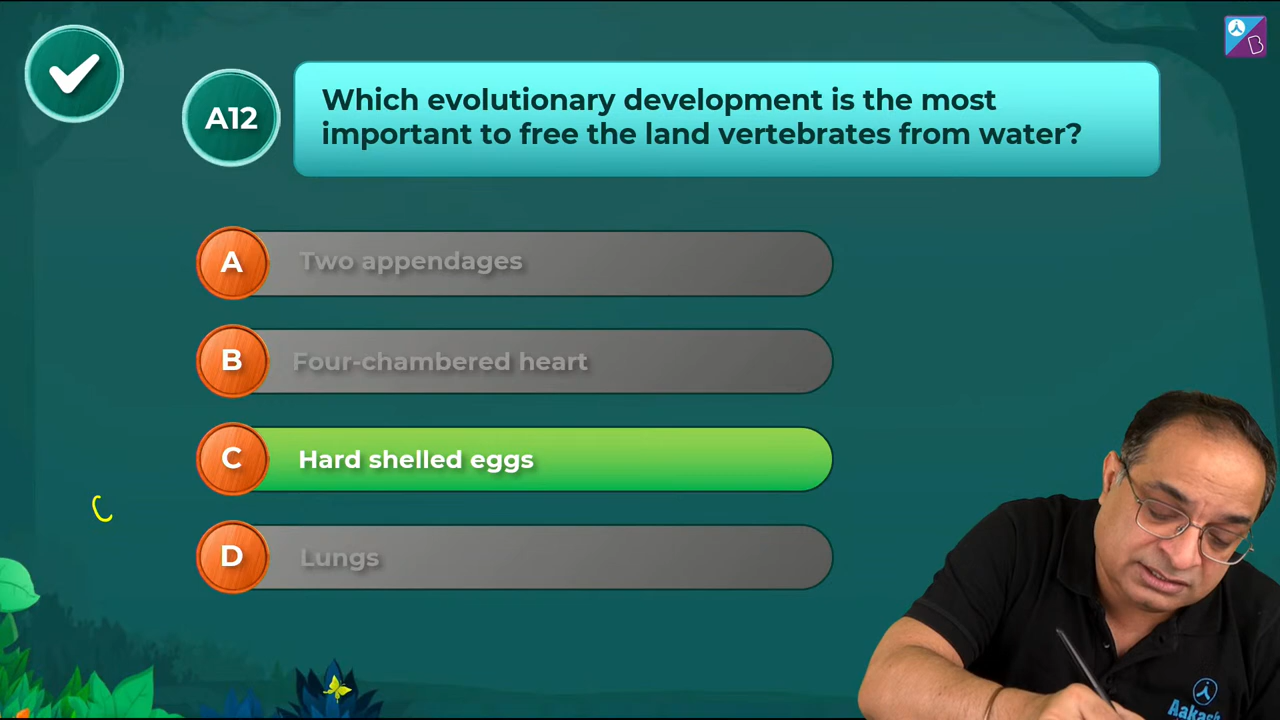 A12
Which evolutionary development is the most
important to free the land vertebrates from water?
A
Two appendages
B
Four-chambered heart
C
Hard shelled eggs
C
D
Lungs
B